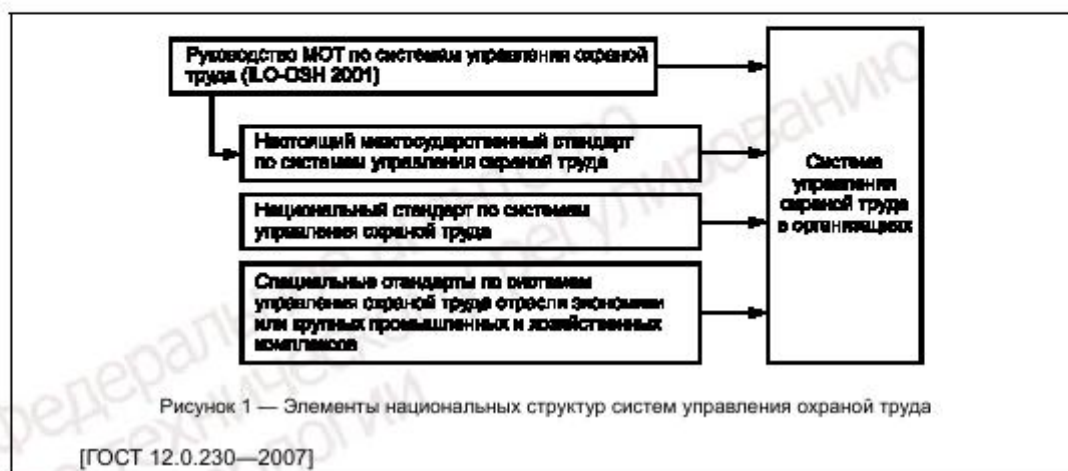 Руководство МОТ по системам управления охраной
труда (ILO-OSH 2001)
Настоящий межгосударственный стандарт
по системам управления охраной труда
Национальный стандарт по системам
управления охраной труда
Специальные стандарты по системам
управления охраной труда отрасли экономики
или крупных промышленных и хозяйственных
комплексов
Система
управления
охраной труда
в организациях
Рисунок 1 — Элементы национальных структур систем управления охраной труда
[ГОСТ 12.0.230—2007]